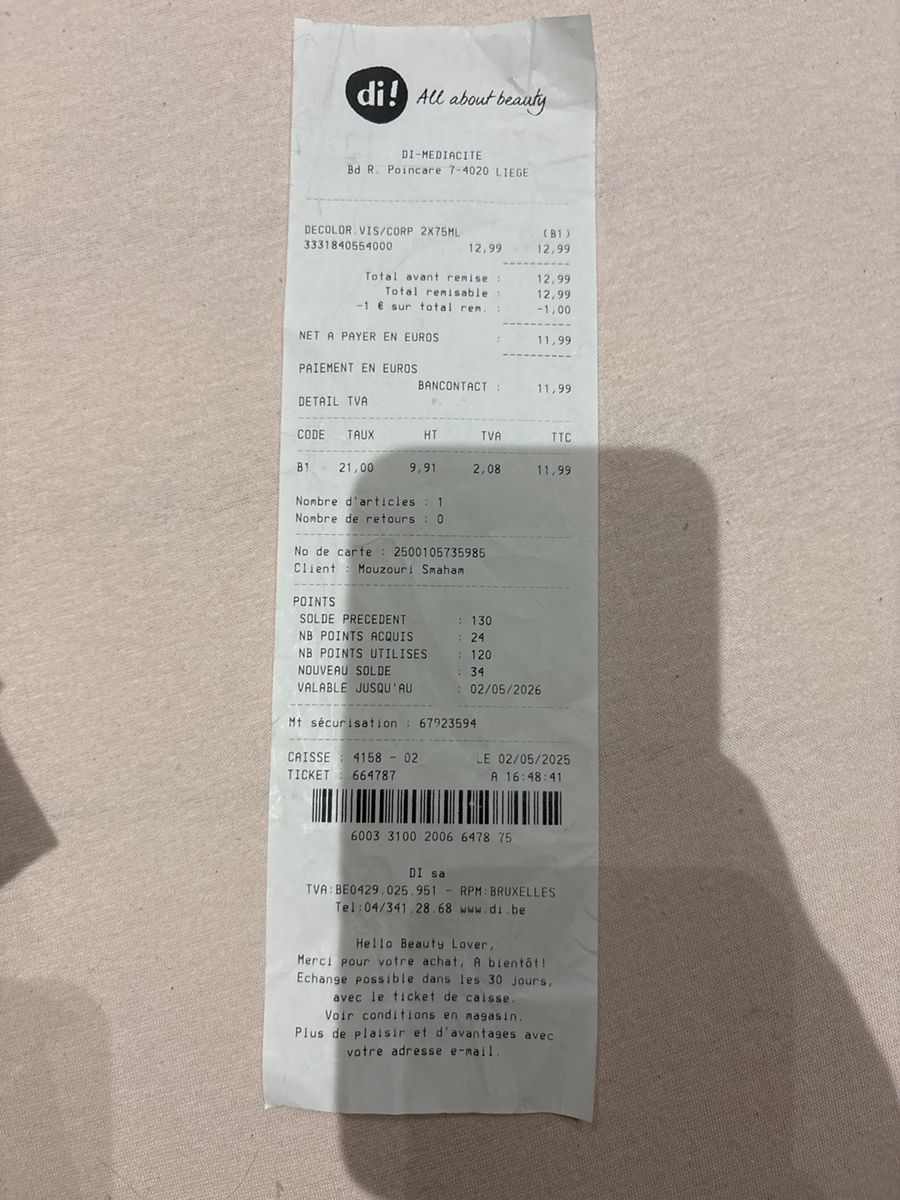 di! All about beauty
DI-MEDIACITE
Bd R. Poincare 7-4020 LIEGE
DECOLOR.VIS/CORP 2X75ML (B1)
3331840554000 12,99 12,99
Total avant remise : 12,99
Total remisable : 12,99
-1 € sur total rem. : -1,00
NET A PAYER EN EUROS : 11,99
PAIEMENT EN EUROS
BANCONTACT : 11,99
DETAIL TVA
CODE TAUX HT TVA TTC
B1 21,00 9,91 2,08 11,99
Nombre d'articles : 1
Nombre de retours : 0
No de carte : 2500105735985
Client : Mouzouri Smaham
POINTS
SOLDE PRECEDENT : 130
NB POINTS ACQUIS : 24
NB POINTS UTILISES : 120
NOUVEAU SOLDE : 34
VALABLE JUSQU'AU : 02/05/2026
Mt sécurisation : 67923594
CAISSE : 4158 - 02 LE 02/05/2025
TICKET : 664787 A 16:48:41
6003 3100 2006 6478 75
DI sa
TVA:BE0429.025.951 - RPM:BRUXELLES
Tel:04/341.28.68 www.di.be
Hello Beauty Lover,
Merci pour votre achat, A bientôt!
Echange possible dans les 30 jours,
avec le ticket de caisse.
Voir conditions en magasin.
Plus de plaisir et d'avantages avec
votre adresse e-mail.